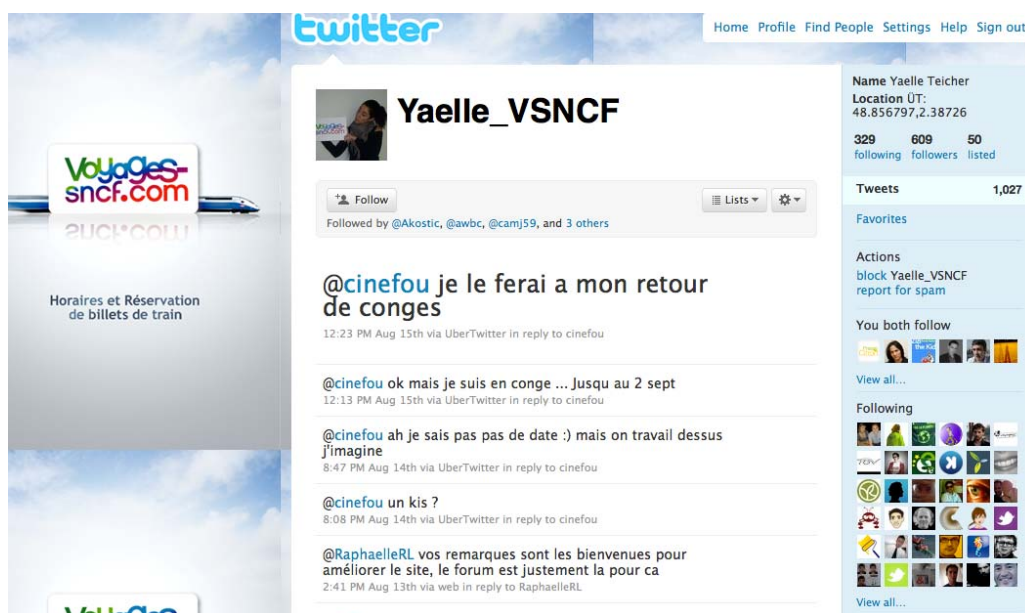 twitter
Home Profile Find People Settings Help Sign out
Voyages-
sncf.com
Horaires et Réservation
de billets de train
Yaelle_VSNCF
Follow
Lists
Followed by @Akostic, @awbc, @camj59, and 3 others
@cinefou je le ferai a mon retour
de conges
12:23 PM Aug 15th via UberTwitter in reply to cinefou
@cinefou ok mais je suis en conge ... Jusqu au 2 sept
12:13 PM Aug 15th via UberTwitter in reply to cinefou
@cinefou ah je sais pas pas de date :) mais on travail dessus
j'imagine
8:47 PM Aug 14th via UberTwitter in reply to cinefou
@cinefou un kis ?
8:08 PM Aug 14th via UberTwitter in reply to cinefou
@RaphaelleRL vos remarques sont les bienvenues pour
améliorer le site, le forum est justement la pour ca
2:41 PM Aug 13th via web in reply to RaphaelleRL
Name Yaelle Teicher
Location ÜT:
48.856797,2.38726
329 609 50
following followers listed
Tweets 1,027
Favorites
Actions
block Yaelle_VSNCF
report for spam
You both follow
View all...
Following
TGV
View all...